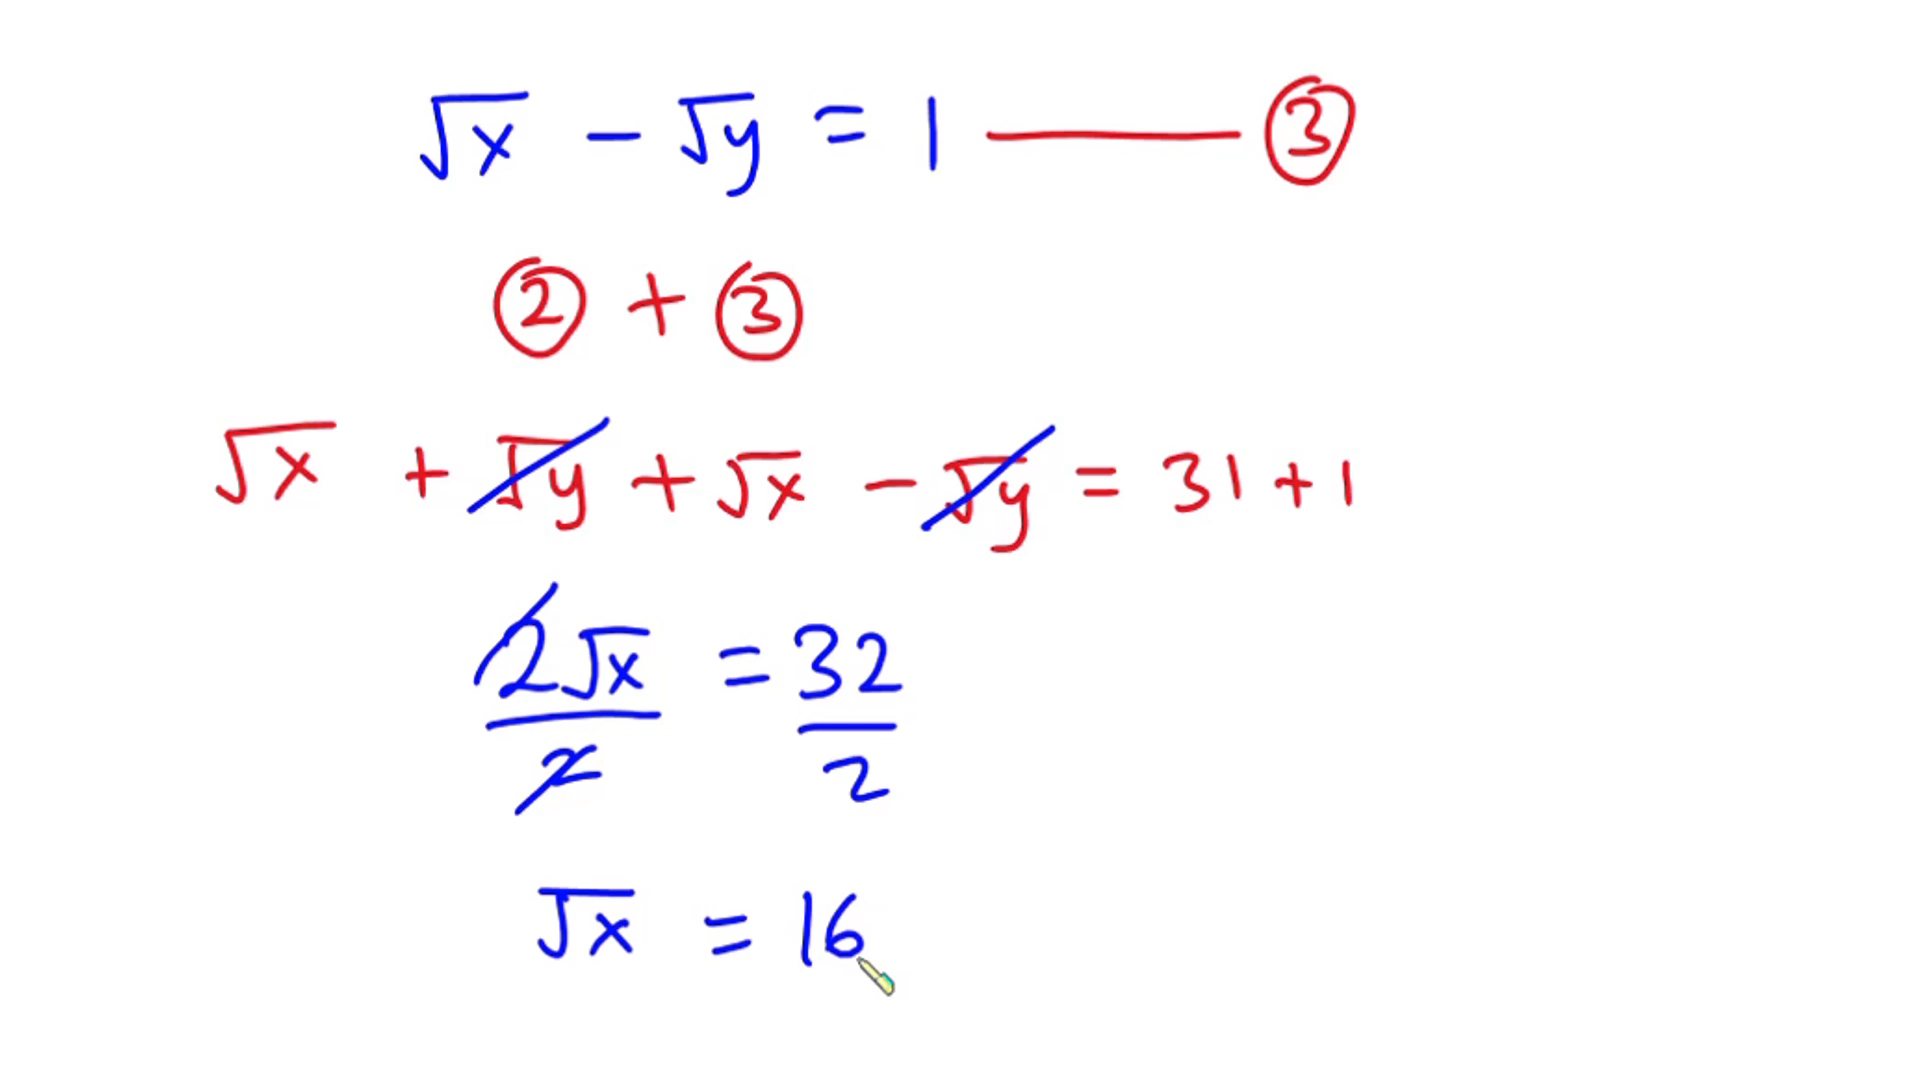 √x - √y = 1 ——— ③
② + ③
√x + √y + √x - √y = 31 + 1
2√x/2 = 32/2
√x = 16